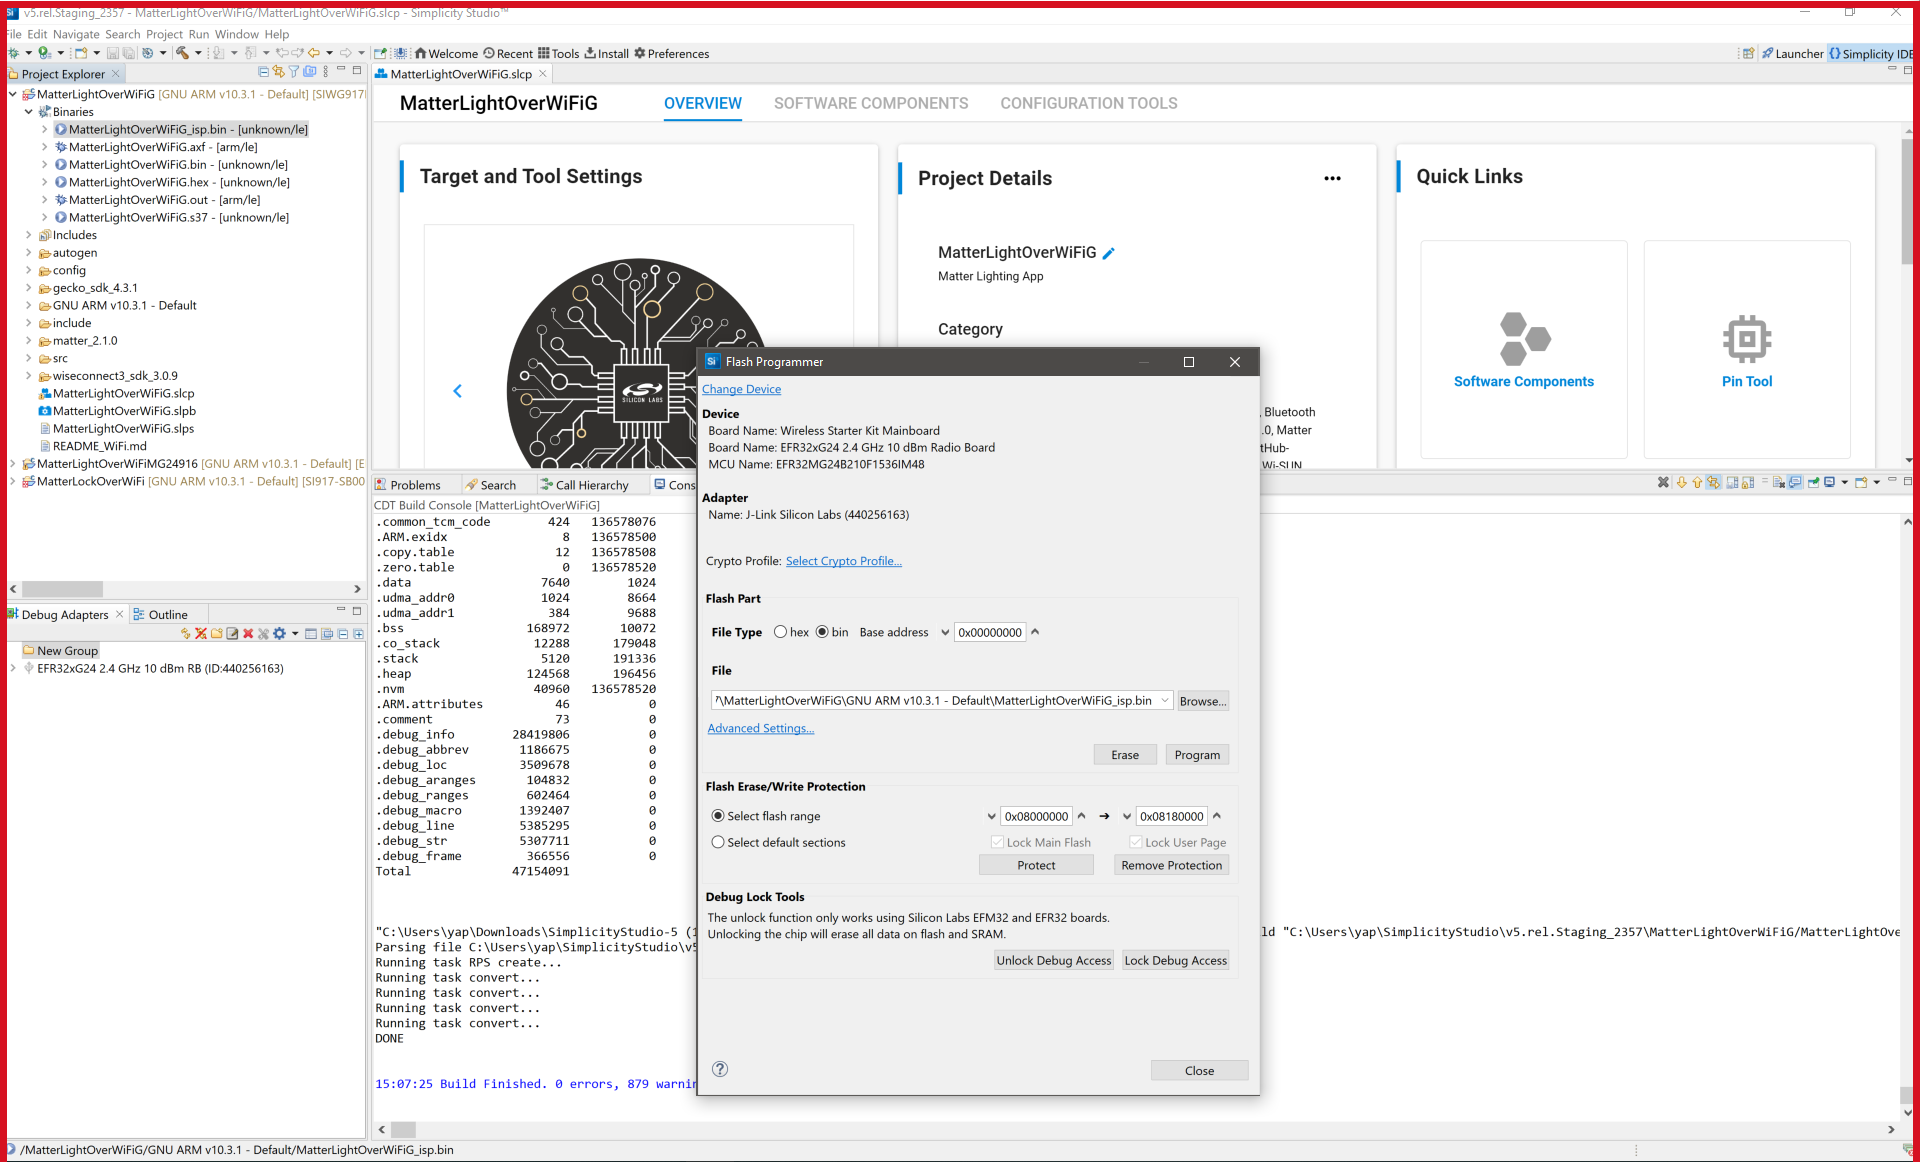 v5.rel.Staging_2357 - MatterLightOverWiFiG/MatterLightOverWiFiG.slcp - Simplicity Studio™
File Edit Navigate Search Project Run Window Help
Welcome Recent Tools Install Preferences
Launcher Simplicity IDE
Project Explorer
MatterLightOverWiFiG [GNU ARM v10.3.1 - Default] [SIWG917
Binaries
MatterLightOverWiFiG_isp.bin - [unknown/le]
MatterLightOverWiFiG.axf - [arm/le]
MatterLightOverWiFiG.bin - [unknown/le]
MatterLightOverWiFiG.hex - [unknown/le]
MatterLightOverWiFiG.out - [arm/le]
MatterLightOverWiFiG.s37 - [unknown/le]
Includes
autogen
config
gecko_sdk_4.3.1
GNU ARM v10.3.1 - Default
include
matter_2.1.0
src
wiseconnect3_sdk_3.0.9
MatterLightOverWiFiG.slcp
MatterLightOverWiFiG.slpb
MatterLightOverWiFiG.slps
README_WiFi.md
MatterLightOverWiFiMG24916 [GNU ARM v10.3.1 - Default] [E
MatterLockOverWiFi [GNU ARM v10.3.1 - Default] [SI917-SB00
Debug Adapters Outline
New Group
EFR32xG24 2.4 GHz 10 dBm RB (ID:440256163)
MatterLightOverWiFiG.slcp
MatterLightOverWiFiG OVERVIEW SOFTWARE COMPONENTS CONFIGURATION TOOLS
Target and Tool Settings
SILICON LABS
Project Details
MatterLightOverWiFiG
Matter Lighting App
Category
, Bluetooth
.0, Matter
tHub-
Wi-SUN
Quick Links
Software Components
Pin Tool
Problems Search Call Hierarchy Cons
CDT Build Console [MatterLightOverWiFiG]
.common_tcm_code 424 136578076
.ARM.exidx 8 136578500
.copy.table 12 136578508
.zero.table 0 136578520
.data 7640 1024
.udma_addr0 1024 8664
.udma_addr1 384 9688
.bss 168972 10072
.co_stack 12288 179048
.stack 5120 191336
.heap 124568 196456
.nvm 40960 136578520
.ARM.attributes 46 0
.comment 73 0
.debug_info 28419806 0
.debug_abbrev 1186675 0
.debug_loc 3509678 0
.debug_aranges 104832 0
.debug_ranges 602464 0
.debug_macro 1392407 0
.debug_line 5385295 0
.debug_str 5307711 0
.debug_frame 366556 0
Total 47154091
"C:\Users\yap\Downloads\SimplicityStudio-5 (1 ld "C:\Users\yap\SimplicityStudio\v5.rel.Staging_2357\MatterLightOverWiFiG/MatterLightOve
Parsing file C:\Users\yap\SimplicityStudio\v5
Running task RPS create...
Running task convert...
Running task convert...
Running task convert...
Running task convert...
DONE
15:07:25 Build Finished. 0 errors, 879 warnin
Flash Programmer
Change Device
Device
Board Name: Wireless Starter Kit Mainboard
Board Name: EFR32xG24 2.4 GHz 10 dBm Radio Board
MCU Name: EFR32MG24B210F1536IM48
Adapter
Name: J-Link Silicon Labs (440256163)
Crypto Profile: Select Crypto Profile...
Flash Part
File Type hex bin Base address 0x00000000
File
7\MatterLightOverWiFiG\GNU ARM v10.3.1 - Default\MatterLightOverWiFiG_isp.bin Browse...
Advanced Settings...
Erase Program
Flash Erase/Write Protection
Select flash range 0x08000000 0x08180000
Select default sections Lock Main Flash Lock User Page
Protect Remove Protection
Debug Lock Tools
The unlock function only works using Silicon Labs EFM32 and EFR32 boards.
Unlocking the chip will erase all data on flash and SRAM.
Unlock Debug Access Lock Debug Access
Close
/MatterLightOverWiFiG/GNU ARM v10.3.1 - Default/MatterLightOverWiFiG_isp.bin